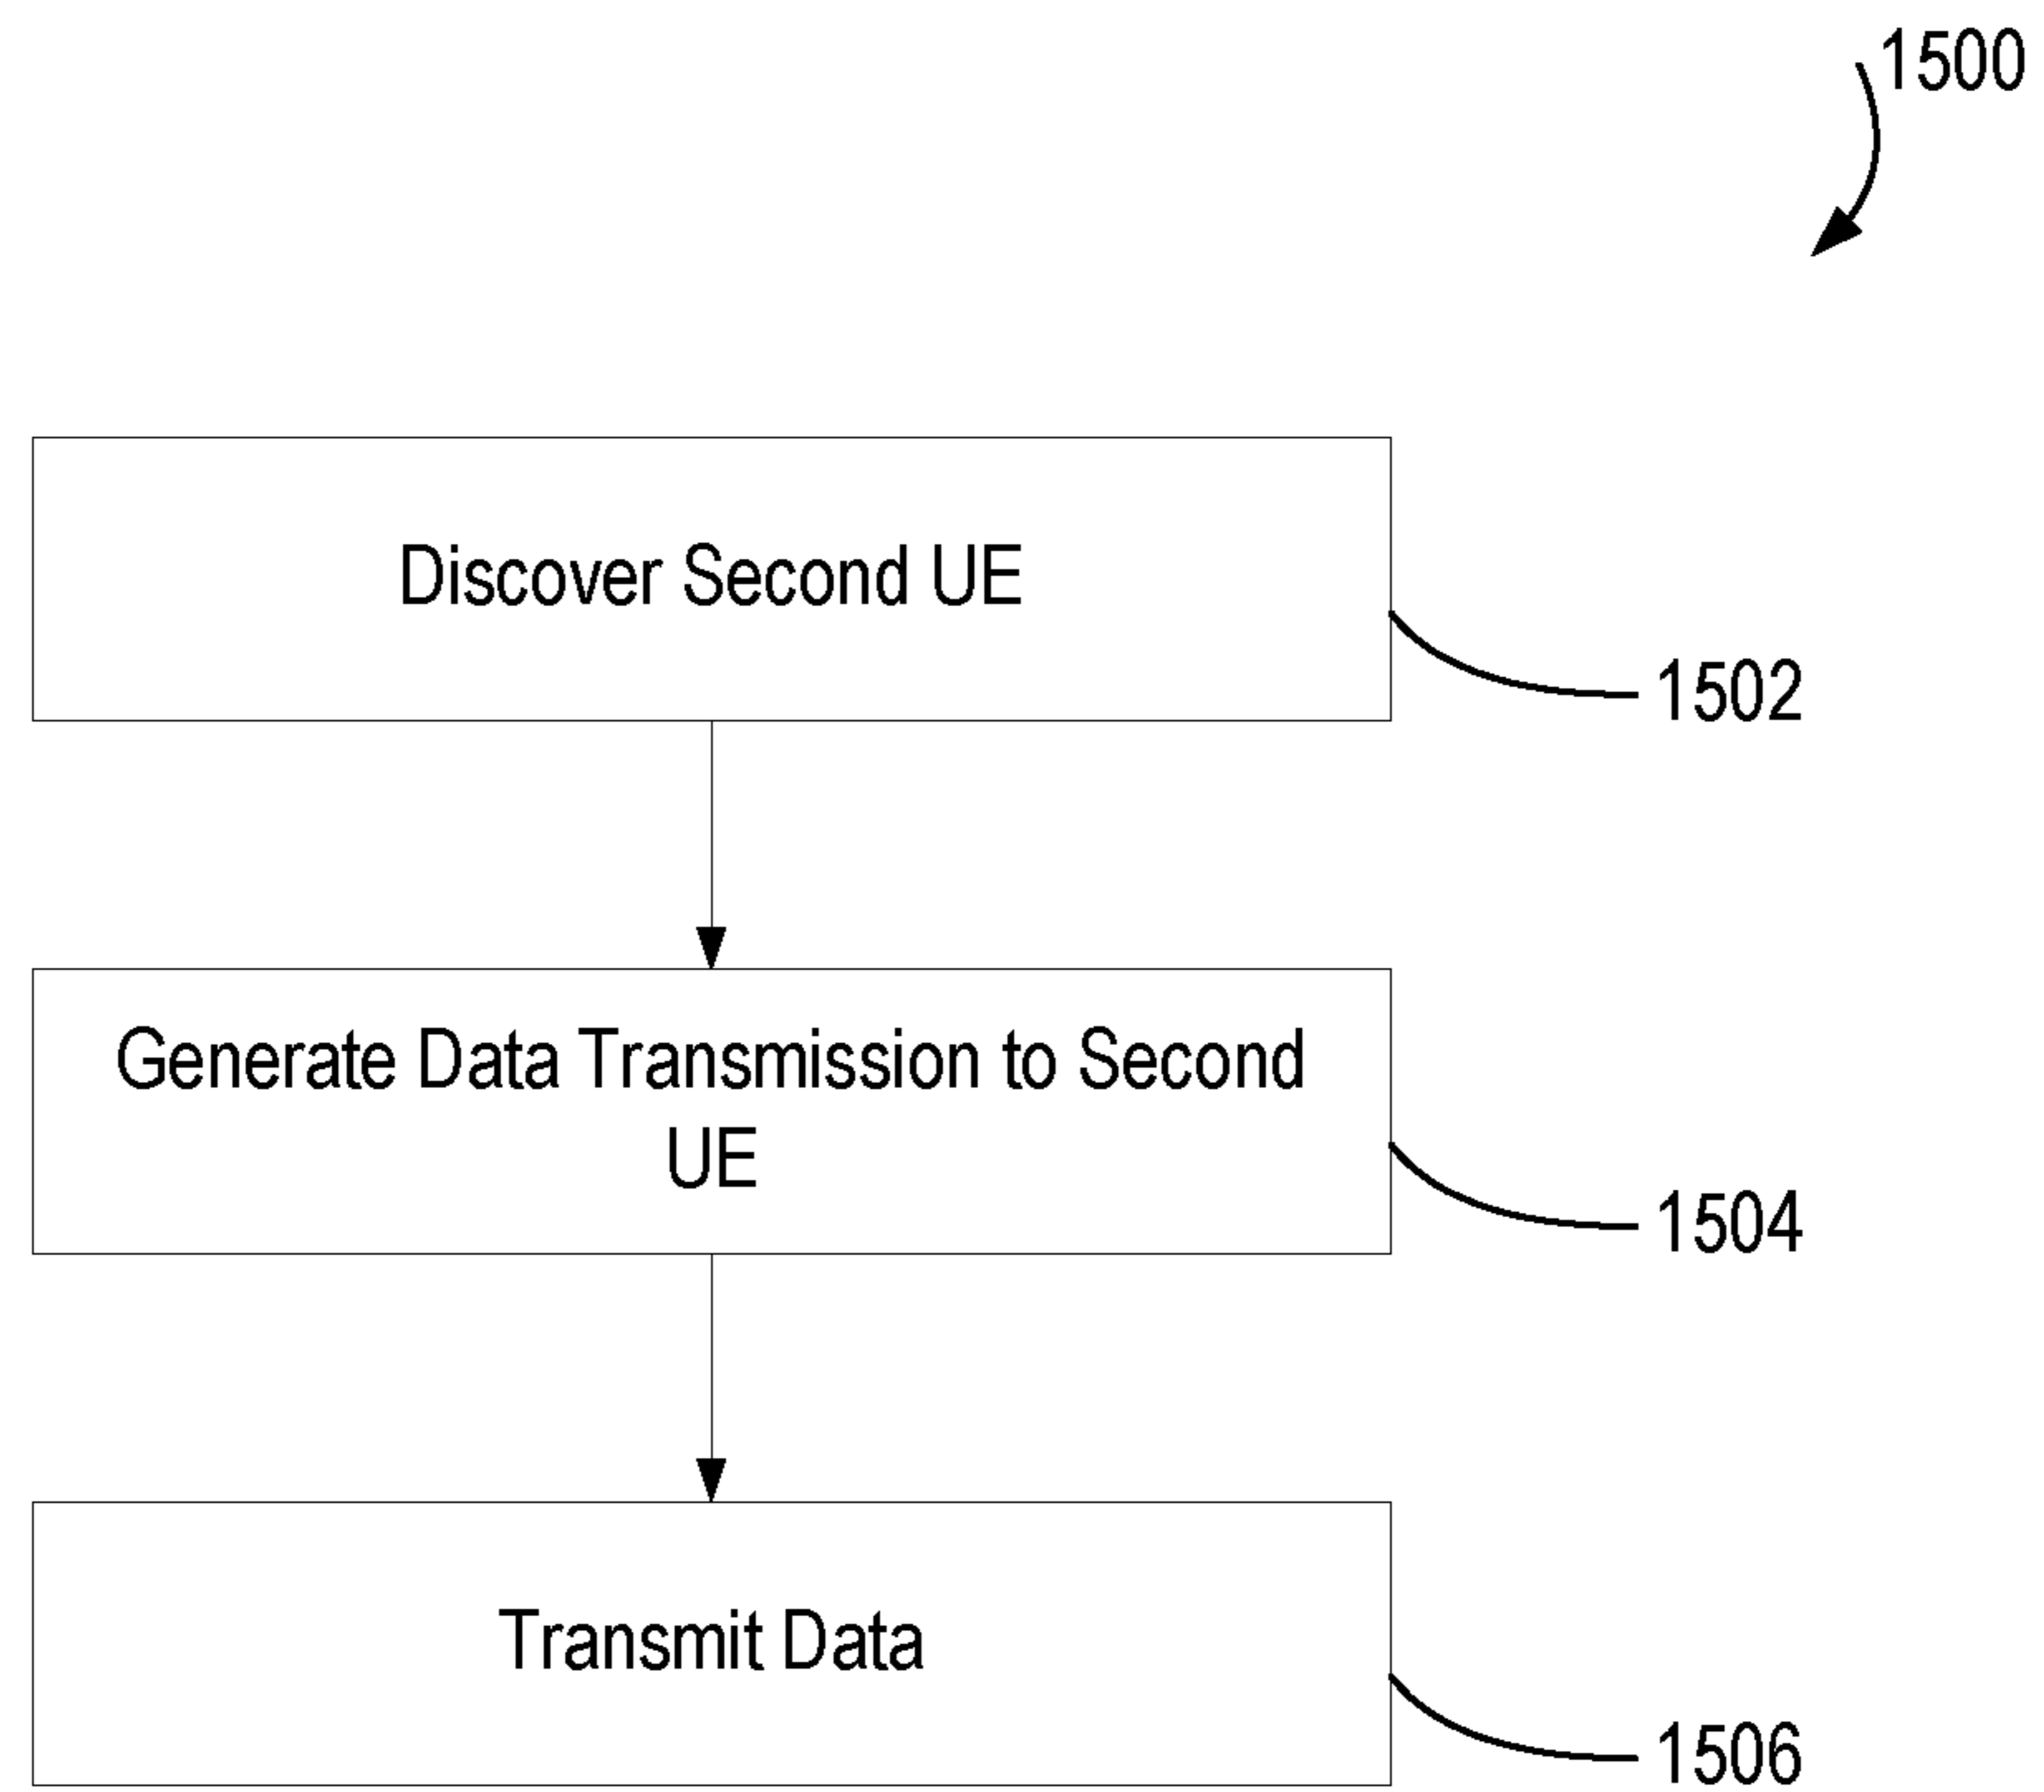 1500
Discover Second UE
1502
Generate Data Transmission to Second
UE
1504
Transmit Data
1506